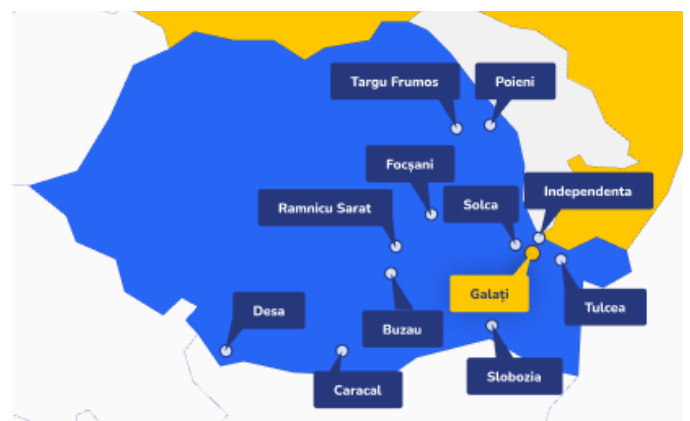 Targu Frumos
Poieni
Focșani
Independenta
Ramnicu Sarat
Solca
Galați
Tulcea
Desa
Buzau
Slobozia
Caracal